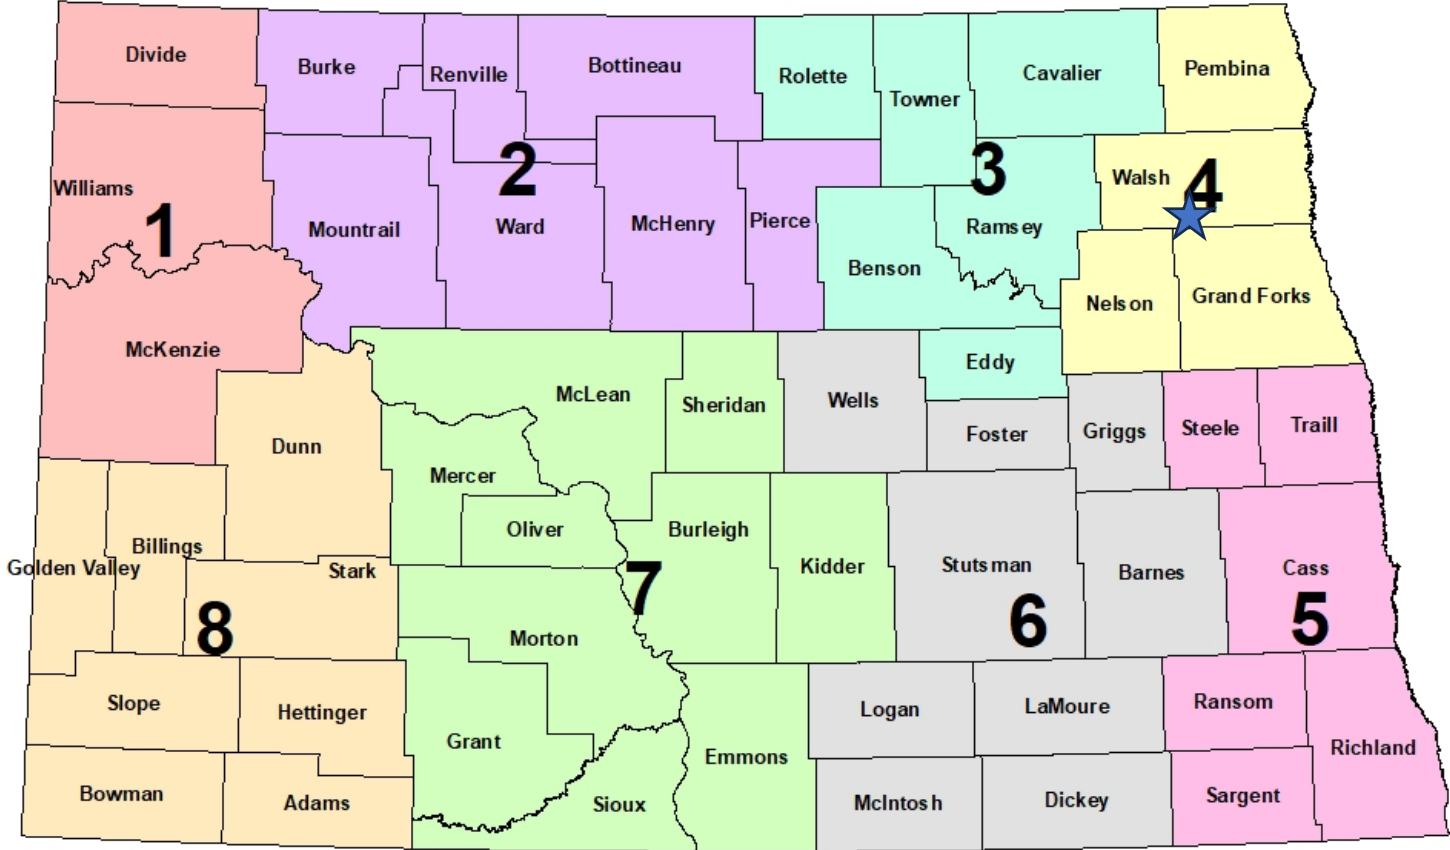 Divide
Burke
Renville
Bottineau
Rolette
Towner
Cavalier
Pembina
Williams
1
Mountrail
2
Ward
McHenry
Pierce
3
Ramsey
Benson
Walsh
4
Nelson
Grand Forks
McKenzie
Dunn
McLean
Sheridan
Wells
Eddy
Foster
Griggs
Steele
Traill
Mercer
Oliver
Burleigh
Kidder
Stutsman
Barnes
Cass
Golden Valley
Billings
Stark
8
7
6
5
Morton
Slope
Hettinger
Grant
Emmons
Logan
LaMoure
Ransom
Richland
Bowman
Adams
Sioux
McIntosh
Dickey
Sargent